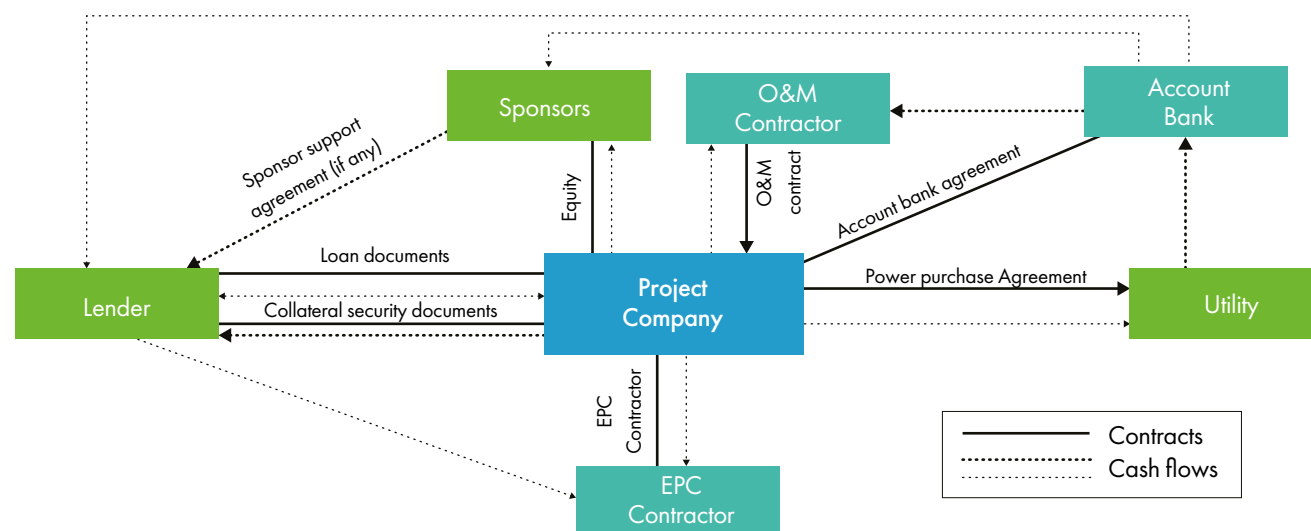 Sponsors
O&M
Contractor
Account
Bank
Sponsor support
agreement (if any)
Equity
O&M
contract
Account bank agreement
Loan documents
Lender
Collateral security documents
Project
Company
Power purchase Agreement
Utility
EPC
Contractor
EPC
Contractor
Contracts
Cash flows